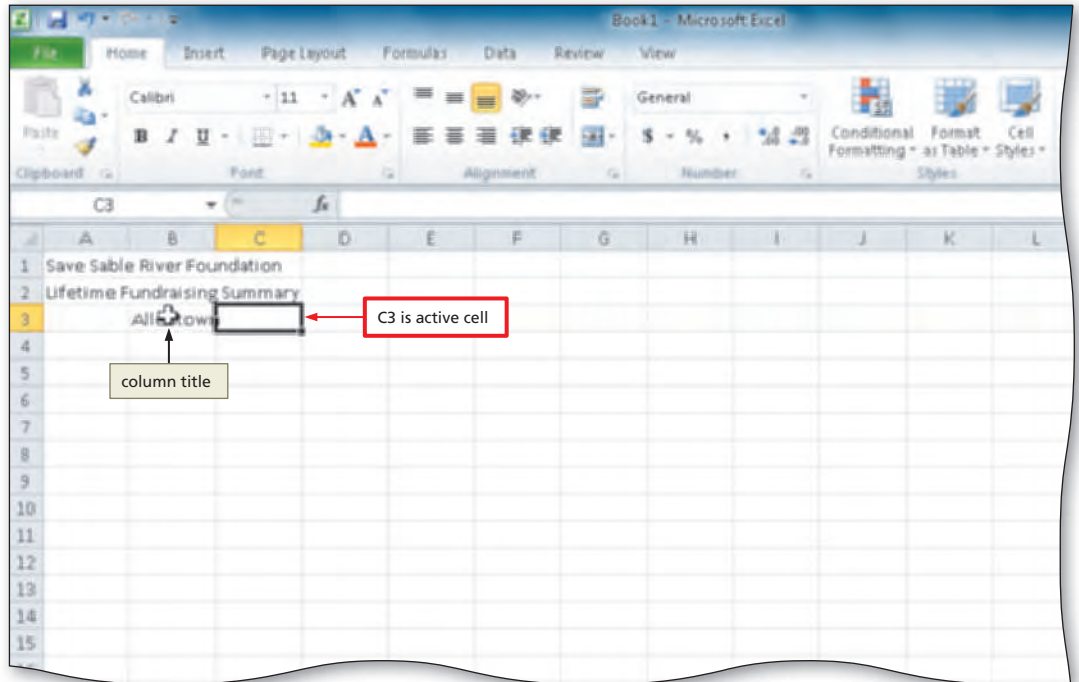 Book1 - Microsoft Excel
File Home Insert Page Layout Formulas Data Review View
Calibri 11 A A General
Paste B I U A $ % , Conditional Formatting Format as Table Cell Styles
Clipboard Font Alignment Number Styles
C3 fx
A B C D E F G H I J K L
1 Save Sable River Foundation
2 Lifetime Fundraising Summary
3
C3 is active cell
4
5
column title
6
7
8
9
10
11
12
13
14
15